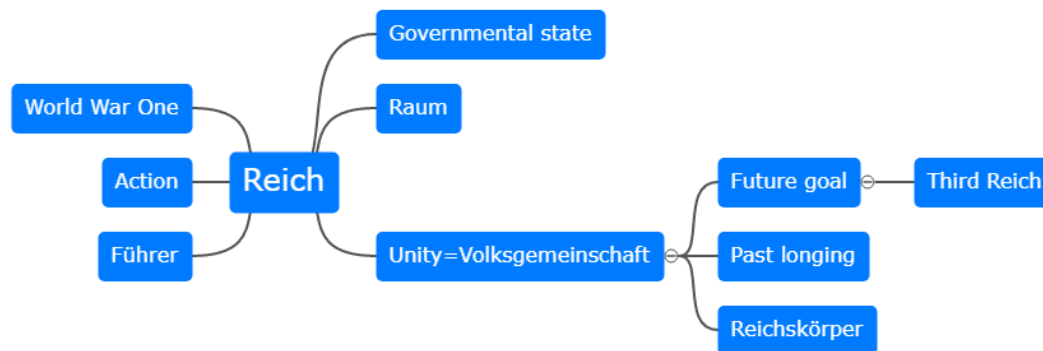 Governmental state
World War One
Raum
Action
Reich
Future goal
Third Reich
Führer
Unity=Volksgemeinschaft
Past longing
Reichskörper